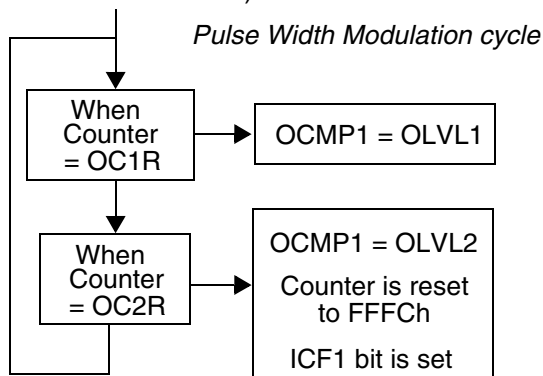 Pulse Width Modulation cycle
When
Counter
= OC1R
OCMP1 = OLVL1
When
Counter
= OC2R
OCMP1 = OLVL2
Counter is reset
to FFFCh
ICF1 bit is set